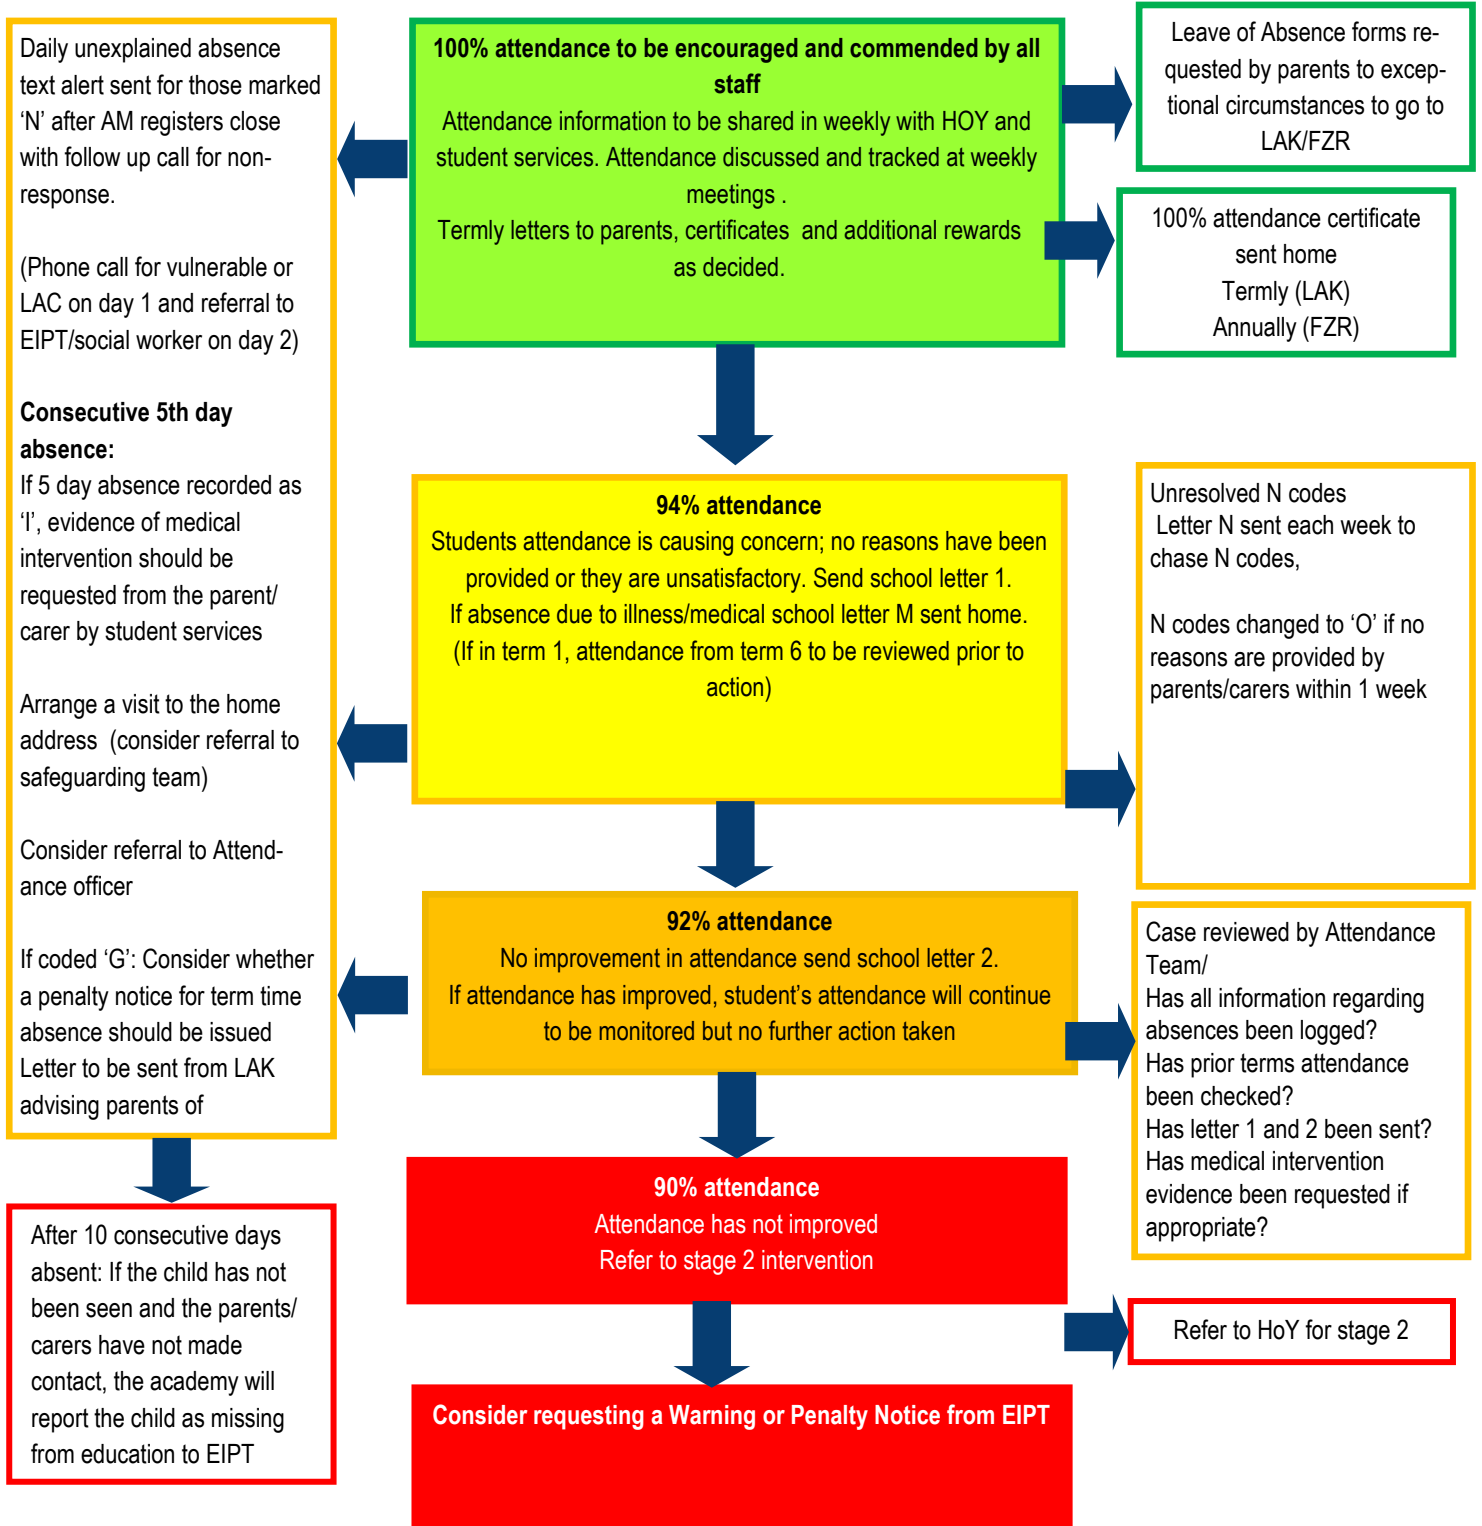 Daily unexplained absence
text alert sent for those marked
‘N’ after AM registers close
with follow up call for non-
response.
(Phone call for vulnerable or
LAC on day 1 and referral to
EIPT/social worker on day 2)
Consecutive 5th day
absence:
If 5 day absence recorded as
‘I’, evidence of medical
intervention should be
requested from the parent/
carer by student services
Arrange a visit to the home
address (consider referral to
safeguarding team)
Consider referral to Attend-
ance officer
If coded ‘G’: Consider whether
a penalty notice for term time
absence should be issued
Letter to be sent from LAK
advising parents of
After 10 consecutive days
absent: If the child has not
been seen and the parents/
carers have not made
contact, the academy will
report the child as missing
from education to EIPT
100% attendance to be encouraged and commended by all
staff
Attendance information to be shared in weekly with HOY and
student services. Attendance discussed and tracked at weekly
meetings .
Termly letters to parents, certificates and additional rewards
as decided.
Leave of Absence forms re-
quested by parents to excep-
tional circumstances to go to
LAK/FZR
100% attendance certificate
sent home
Termly (LAK)
Annually (FZR)
94% attendance
Students attendance is causing concern; no reasons have been
provided or they are unsatisfactory. Send school letter 1.
If absence due to illness/medical school letter M sent home.
(If in term 1, attendance from term 6 to be reviewed prior to
action)
Unresolved N codes
Letter N sent each week to
chase N codes,
N codes changed to ‘O’ if no
reasons are provided by
parents/carers within 1 week
92% attendance
No improvement in attendance send school letter 2.
If attendance has improved, student’s attendance will continue
to be monitored but no further action taken
Case reviewed by Attendance
Team/
Has all information regarding
absences been logged?
Has prior terms attendance
been checked?
Has letter 1 and 2 been sent?
Has medical intervention
evidence been requested if
appropriate?
90% attendance
Attendance has not improved
Refer to stage 2 intervention
Refer to HoY for stage 2
Consider requesting a Warning or Penalty Notice from EIPT